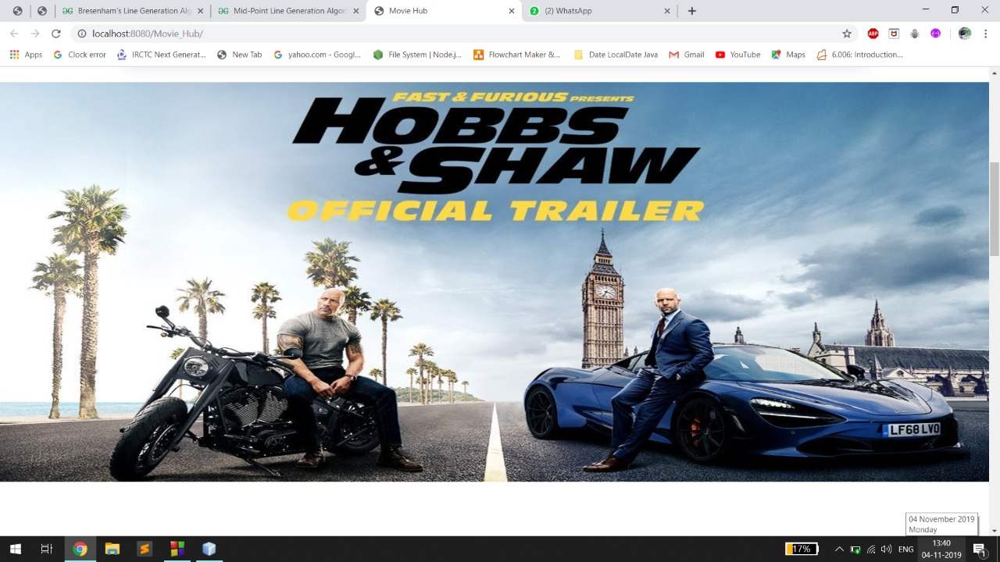 Bresenham's Line Generation Alg
Mid-Point Line Generation Algori
Movie Hub
(2) WhatsApp
localhost:8080/Movie_Hub/
ABP
Apps
Clock error
IRCTC Next Generat...
New Tab
yahoo.com - Googl...
File System | Node.j...
Flowchart Maker &...
Date LocalDate Java
Gmail
YouTube
Maps
6.006: Introduction...
FAST & FURIOUS PRESENTS
HOBBS
& SHAW
OFFICIAL TRAILER
LF68 LVO
04 November 2019
Monday
17%
ENG
13:40
04-11-2019
1